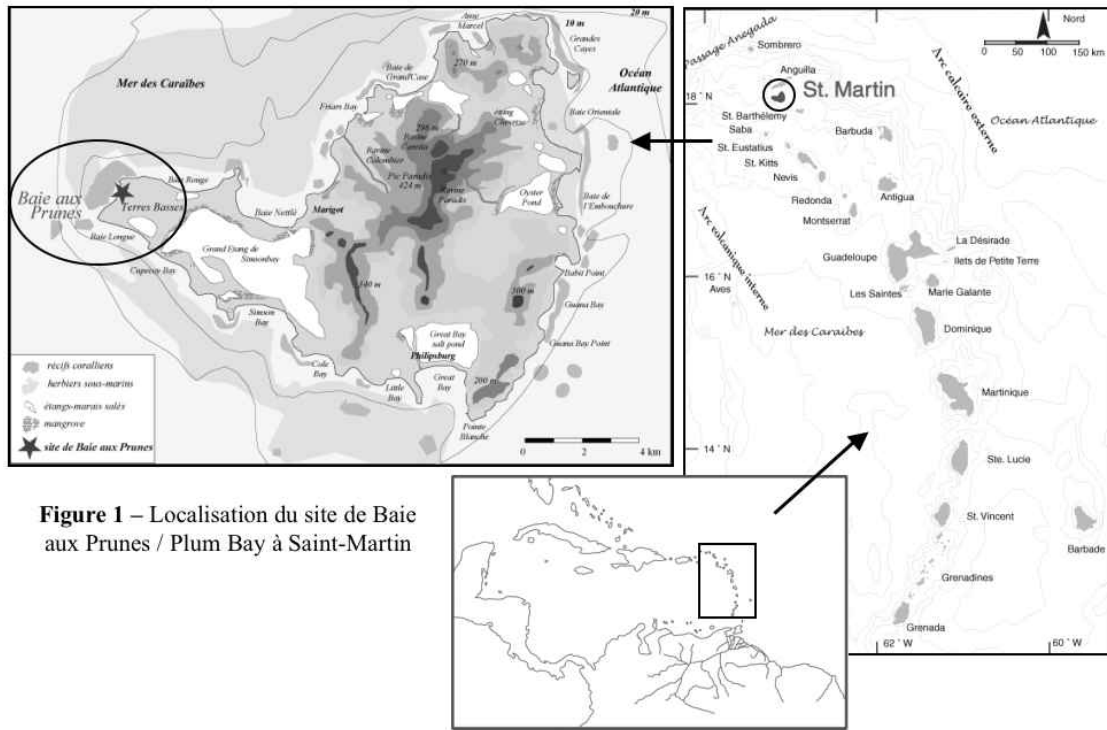 20 m
Anse
Marcel
10 m
Grandes
Cayes
270 m
Mer des Caraïbes
Baie de
Grand'Case
Océan
Atlantique
Friars Bay
étang
Chevrise
Baie Orientale
298 m
Ravine
Careta
Ravine
Colombier
Pic Paradis
424 m
Ravine
Paradis
Baie Rouge
Baie aux
Prunes
Terres Basses
Baie Nettlé
Marigot
Oyster
Pond
Baie de
l'Embouchure
Baie Longue
Grand Etang de
Simsonbay
Cupecoy Bay
Babit Point
340 m
300 m
Guana Bay
Simson
Bay
Great Bay
salt pond
Guana Bay Point
Philipsburg
Cole
Bay
200 m
Little
Bay
Great
Bay
Pointe
Blanche
récifs coralliens
herbiers sous-marins
étangs-marais salés
mangrove
site de Baie aux Prunes
0 2 4 km
Nord
0 50 100 150 km
Passage Anegada
Sombrero
Anguilla
St. Martin
18˚N
Arc calcaire externe
Océan Atlantique
St. Barthélemy
Saba
Barbuda
St. Eustatius
St. Kitts
Nevis
Antigua
Redonda
Montserrat
Arc volcanique interne
La Désirade
Guadeloupe
Ilets de Petite Terre
16˚N
Aves
Les Saintes
Marie Galante
Mer des Caraïbes
Dominique
Martinique
14˚N
Ste. Lucie
St. Vincent
Barbade
Grenadines
Grenada
62˚W
60˚W
Figure 1 – Localisation du site de Baie
aux Prunes / Plum Bay à Saint-Martin